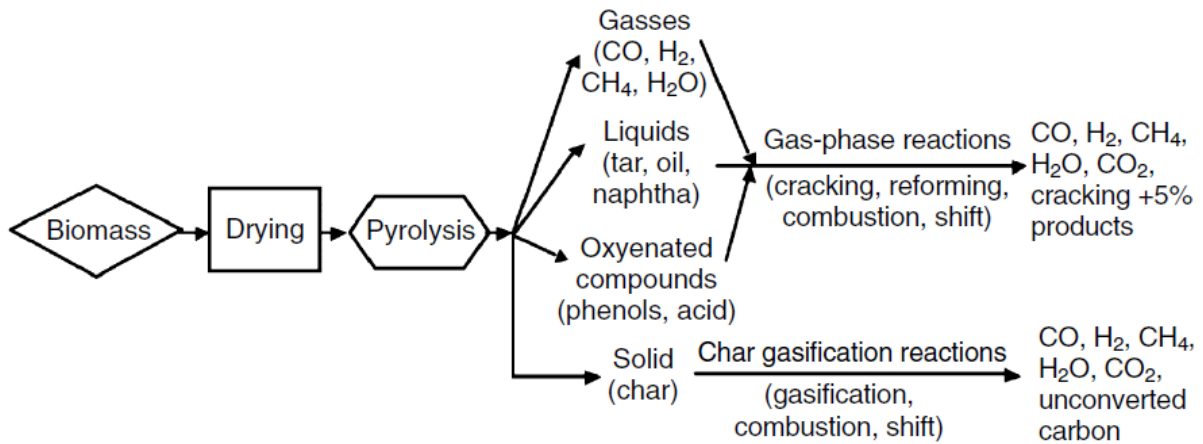 Biomass
Drying
Pyrolysis
Gasses
(CO, H₂,
CH₄, H₂O)
Liquids
(tar, oil,
naphtha)
Oxyenated
compounds
(phenols, acid)
Solid
(char)
Gas-phase reactions
(cracking, reforming,
combustion, shift)
CO, H₂, CH₄,
H₂O, CO₂,
cracking +5%
products
Char gasification reactions
(gasification,
combustion, shift)
CO, H₂, CH₄,
H₂O, CO₂,
unconverted
carbon